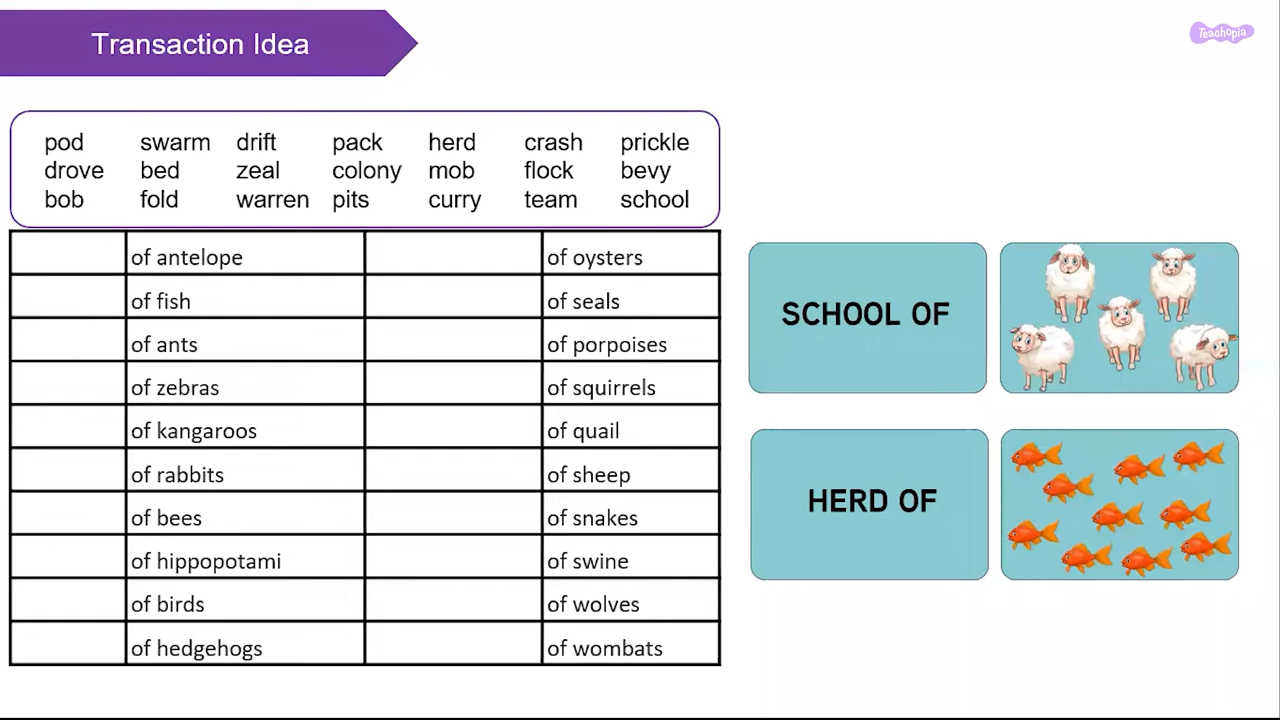 Transaction Idea
Teachopia
pod swarm drift pack herd crash prickle
drove bed zeal colony mob flock bevy
bob fold warren pits curry team school
of antelope of oysters
of fish of seals
of ants of porpoises
of zebras of squirrels
of kangaroos of quail
of rabbits of sheep
of bees of snakes
of hippopotami of swine
of birds of wolves
of hedgehogs of wombats
SCHOOL OF
HERD OF